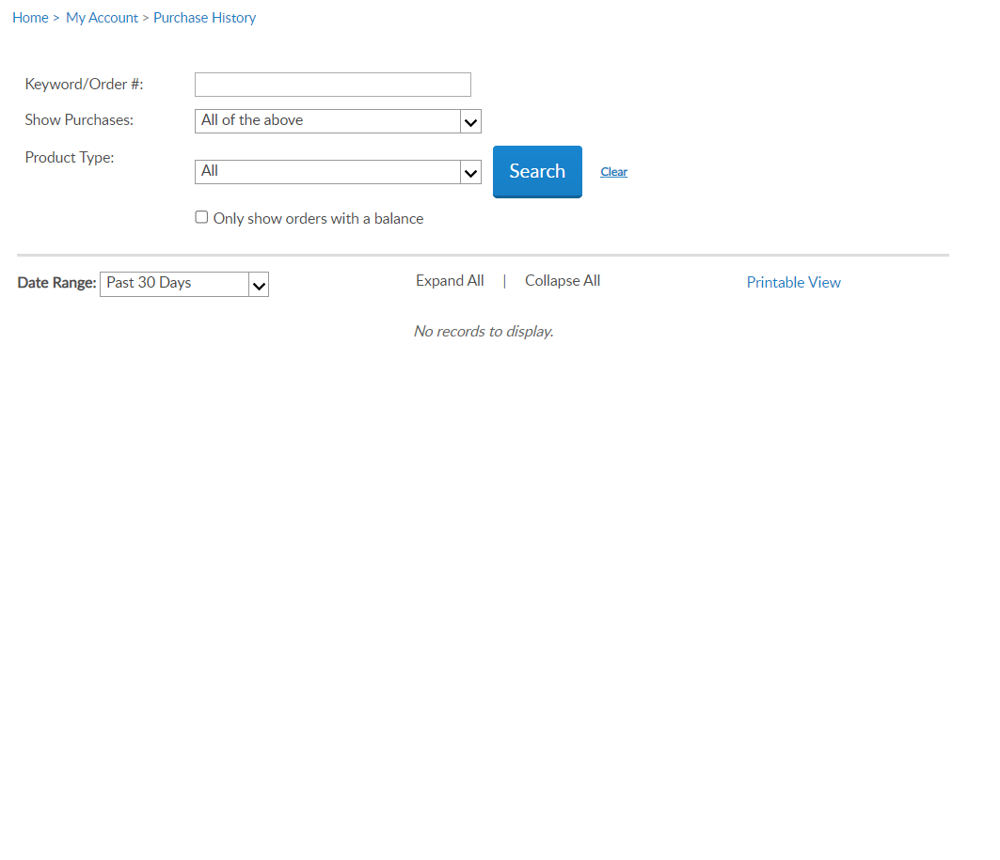 Home > My Account > Purchase History
Keyword/Order #:
Show Purchases: All of the above
Product Type: All Search Clear
Only show orders with a balance
Date Range: Past 30 Days Expand All | Collapse All Printable View
No records to display.